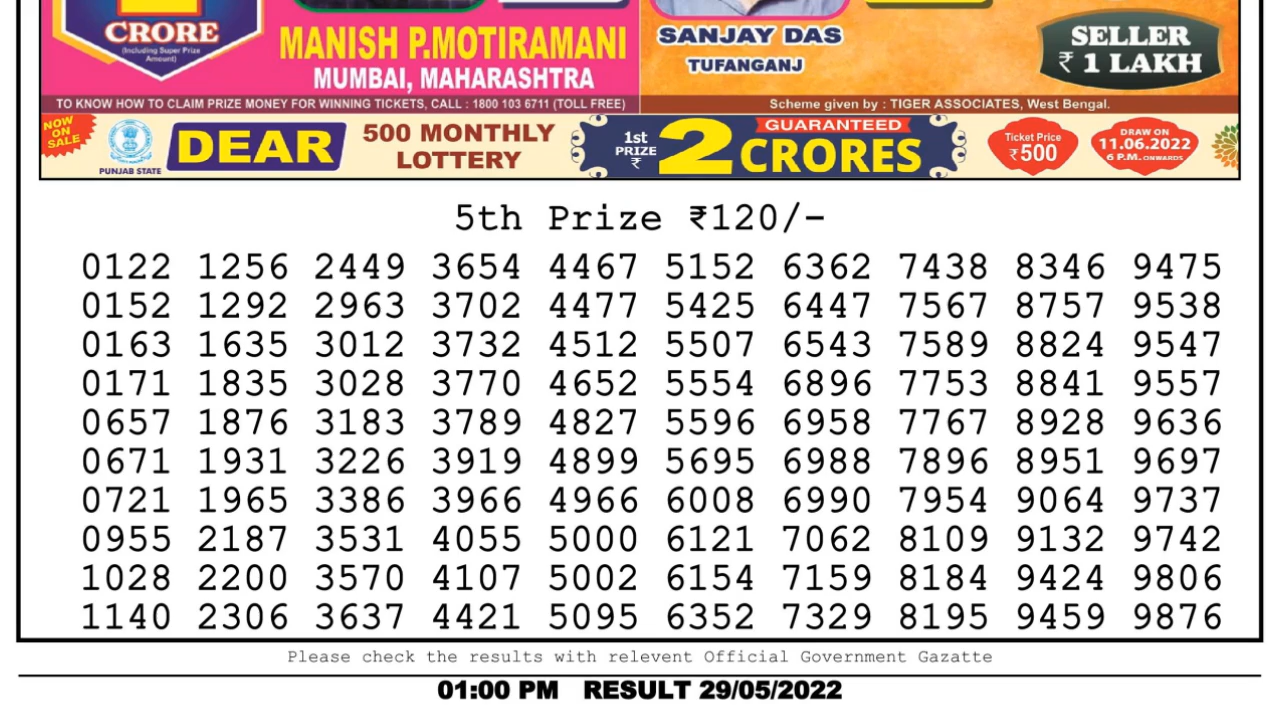 CRORE
(Including Super Prize
Amount)
MANISH P.MOTIRAMANI
MUMBAI, MAHARASHTRA
SANJAY DAS
TUFANGANJ
SELLER
₹ 1 LAKH
TO KNOW HOW TO CLAIM PRIZE MONEY FOR WINNING TICKETS, CALL : 1800 103 6711 (TOLL FREE)
Scheme given by : TIGER ASSOCIATES, West Bengal.
NOW
ON
SALE
PUNJAB STATE
DEAR
500 MONTHLY
LOTTERY
1st
PRIZE
₹
2
GUARANTEED
CRORES
Ticket Price
₹500
DRAW ON
11.06.2022
6 P.M. ONWARDS
5th Prize ₹120/-
0122 1256 2449 3654 4467 5152 6362 7438 8346 9475
0152 1292 2963 3702 4477 5425 6447 7567 8757 9538
0163 1635 3012 3732 4512 5507 6543 7589 8824 9547
0171 1835 3028 3770 4652 5554 6896 7753 8841 9557
0657 1876 3183 3789 4827 5596 6958 7767 8928 9636
0671 1931 3226 3919 4899 5695 6988 7896 8951 9697
0721 1965 3386 3966 4966 6008 6990 7954 9064 9737
0955 2187 3531 4055 5000 6121 7062 8109 9132 9742
1028 2200 3570 4107 5002 6154 7159 8184 9424 9806
1140 2306 3637 4421 5095 6352 7329 8195 9459 9876
Please check the results with relevent Official Government Gazatte
01:00 PM RESULT 29/05/2022